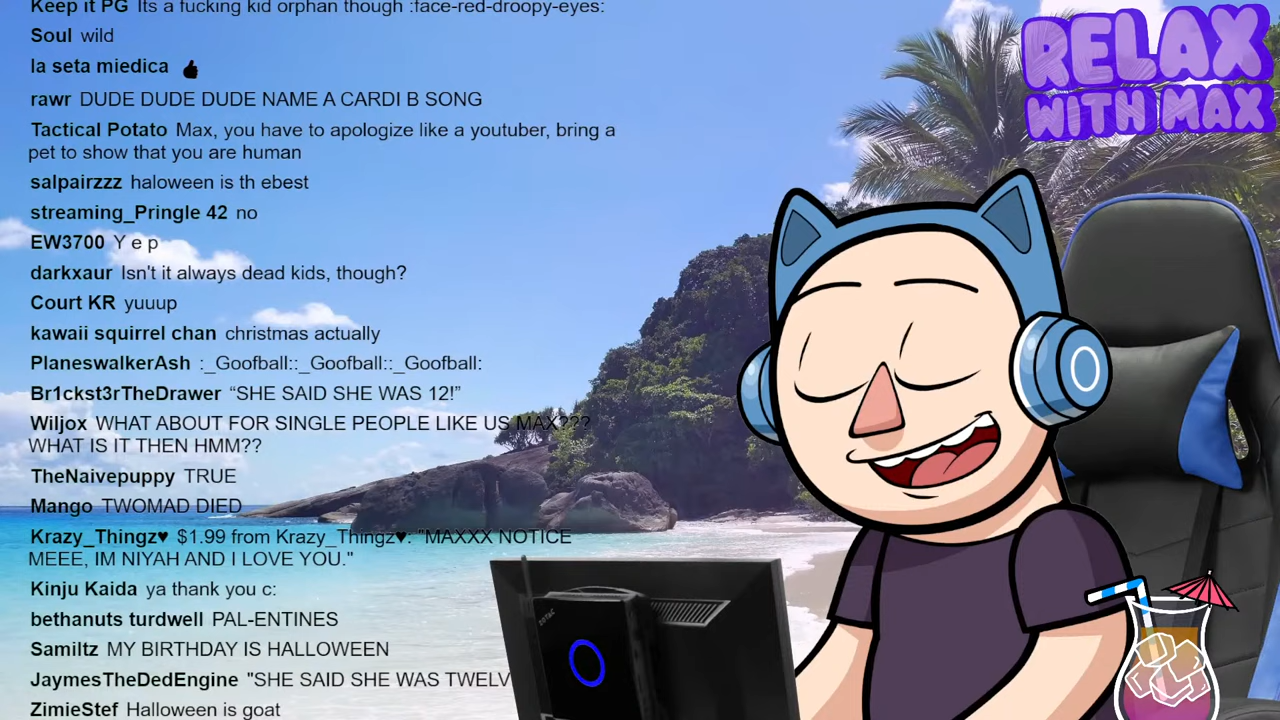 Keep it PG Its a fucking kid orphan though :face-red-droopy-eyes:
Soul wild
la seta miedica
rawr DUDE DUDE DUDE NAME A CARDI B SONG
Tactical Potato Max, you have to apologize like a youtuber, bring a
pet to show that you are human
salpairzzz haloween is th ebest
streaming_Pringle 42 no
EW3700 Y e p
darkxaur Isn't it always dead kids, though?
Court KR yuuup
kawaii squirrel chan christmas actually
PlaneswalkerAsh :_Goofball::_Goofball::_Goofball:
Br1ckst3rTheDrawer “SHE SAID SHE WAS 12!”
Wiljox WHAT ABOUT FOR SINGLE PEOPLE LIKE US MAX???
WHAT IS IT THEN HMM??
TheNaivepuppy TRUE
Mango TWOMAD DIED
Krazy_Thingz♥ $1.99 from Krazy_Thingz♥: "MAXXX NOTICE
MEEE, IM NIYAH AND I LOVE YOU."
Kinju Kaida ya thank you c:
bethanuts turdwell PAL-ENTINES
Samiltz MY BIRTHDAY IS HALLOWEEN
JaymesTheDedEngine "SHE SAID SHE WAS TWELV
ZimieStef Halloween is goat
RELAX
WITH MAX
ZOTAC